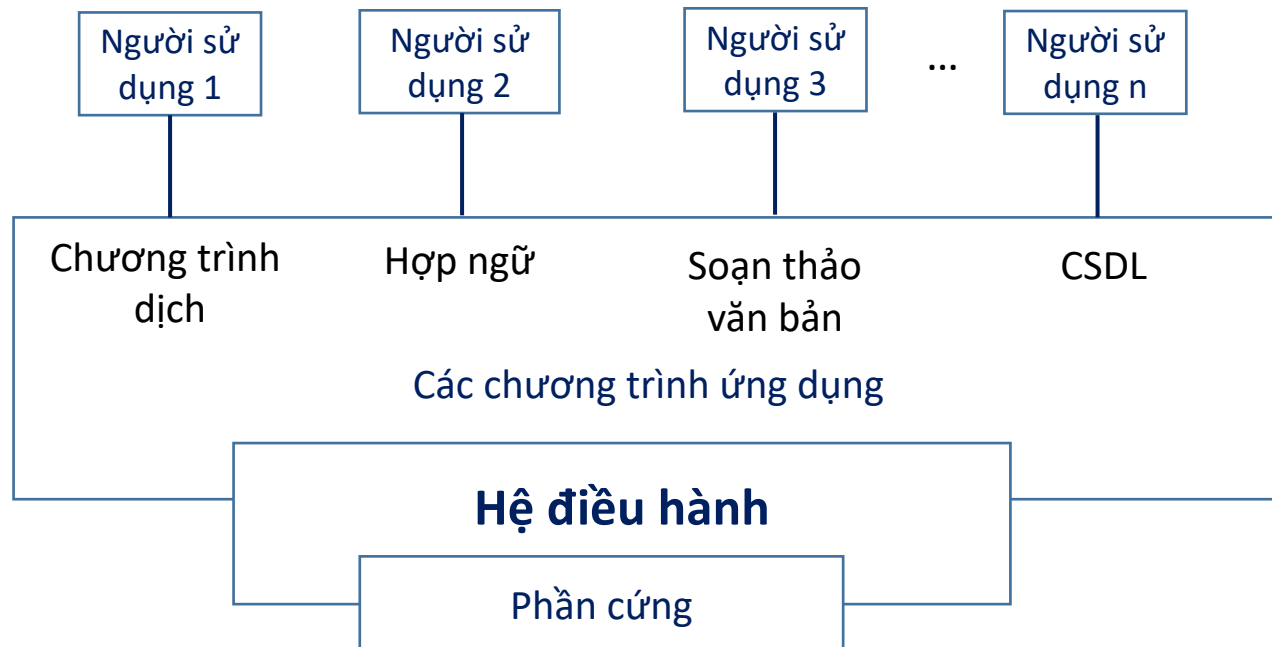 Người sử
dụng 1
Người sử
dụng 2
Người sử
dụng 3
...
Người sử
dụng n
Chương trình
dịch
Hợp ngữ
Soạn thảo
văn bản
CSDL
Các chương trình ứng dụng
Hệ điều hành
Phần cứng